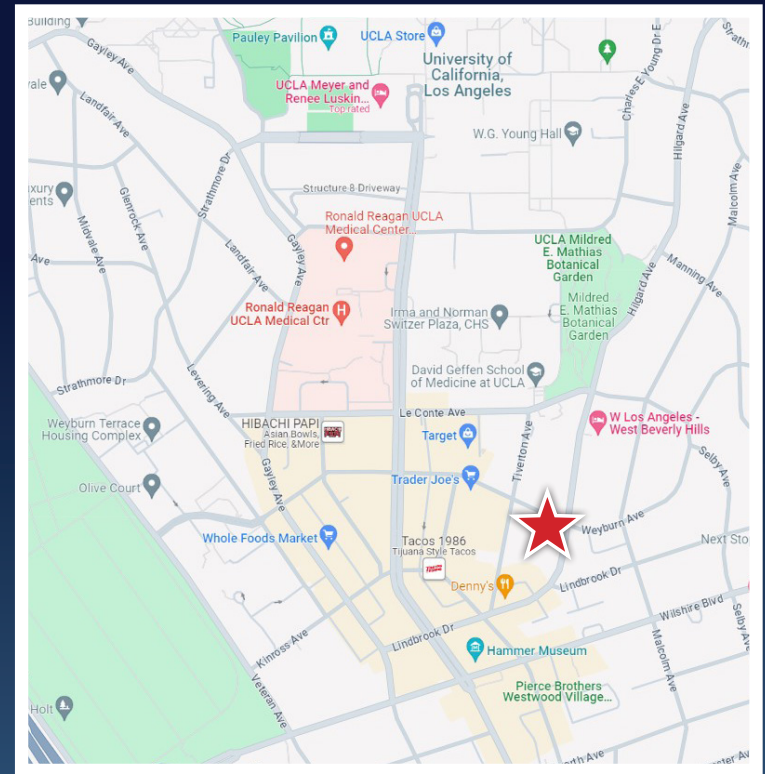 Building
Pauley Pavilion
UCLA Store
Gayley Ave
University of
California,
Los Angeles
Charles E Young Dr E
UCLA Meyer and
Renee Luskin...
Top rated
Landfair Ave
W.G. Young Hall
Hilgard Ave
Strathmore Dr
Structure 8 Driveway
Malcolm Ave
Glenrock Ave
Midvale Ave
Ronald Reagan UCLA
Medical Center...
Landfair Ave
Gayley Ave
UCLA Mildred
E. Mathias
Botanical
Garden
Manning Ave
Hilgard Ave
Mildred
E. Mathias
Botanical
Garden
Ave
Ronald Reagan
UCLA Medical Ctr
Irma and Norman
Switzer Plaza, CHS
David Geffen School
of Medicine at UCLA
Strathmore Dr
Levering Ave
Le Conte Ave
Weyburn Terrace
Housing Complex
HIBACHI PAPI
Asian Bowls,
Fried Rice, &More
Target
W Los Angeles -
West Beverly Hills
Tiverton Ave
Selby Ave
Gayley Ave
Trader Joe's
Olive Court
Weyburn Ave
Whole Foods Market
Tacos 1986
Tijuana Style Tacos
Next Sto
Denny's
Lindbrook Dr
Wilshire Blvd
Selby Ave
Lindbrook Dr
Kinross Ave
Hammer Museum
Malcolm Ave
Veteran Ave
Pierce Brothers
Westwood Village...
Holt